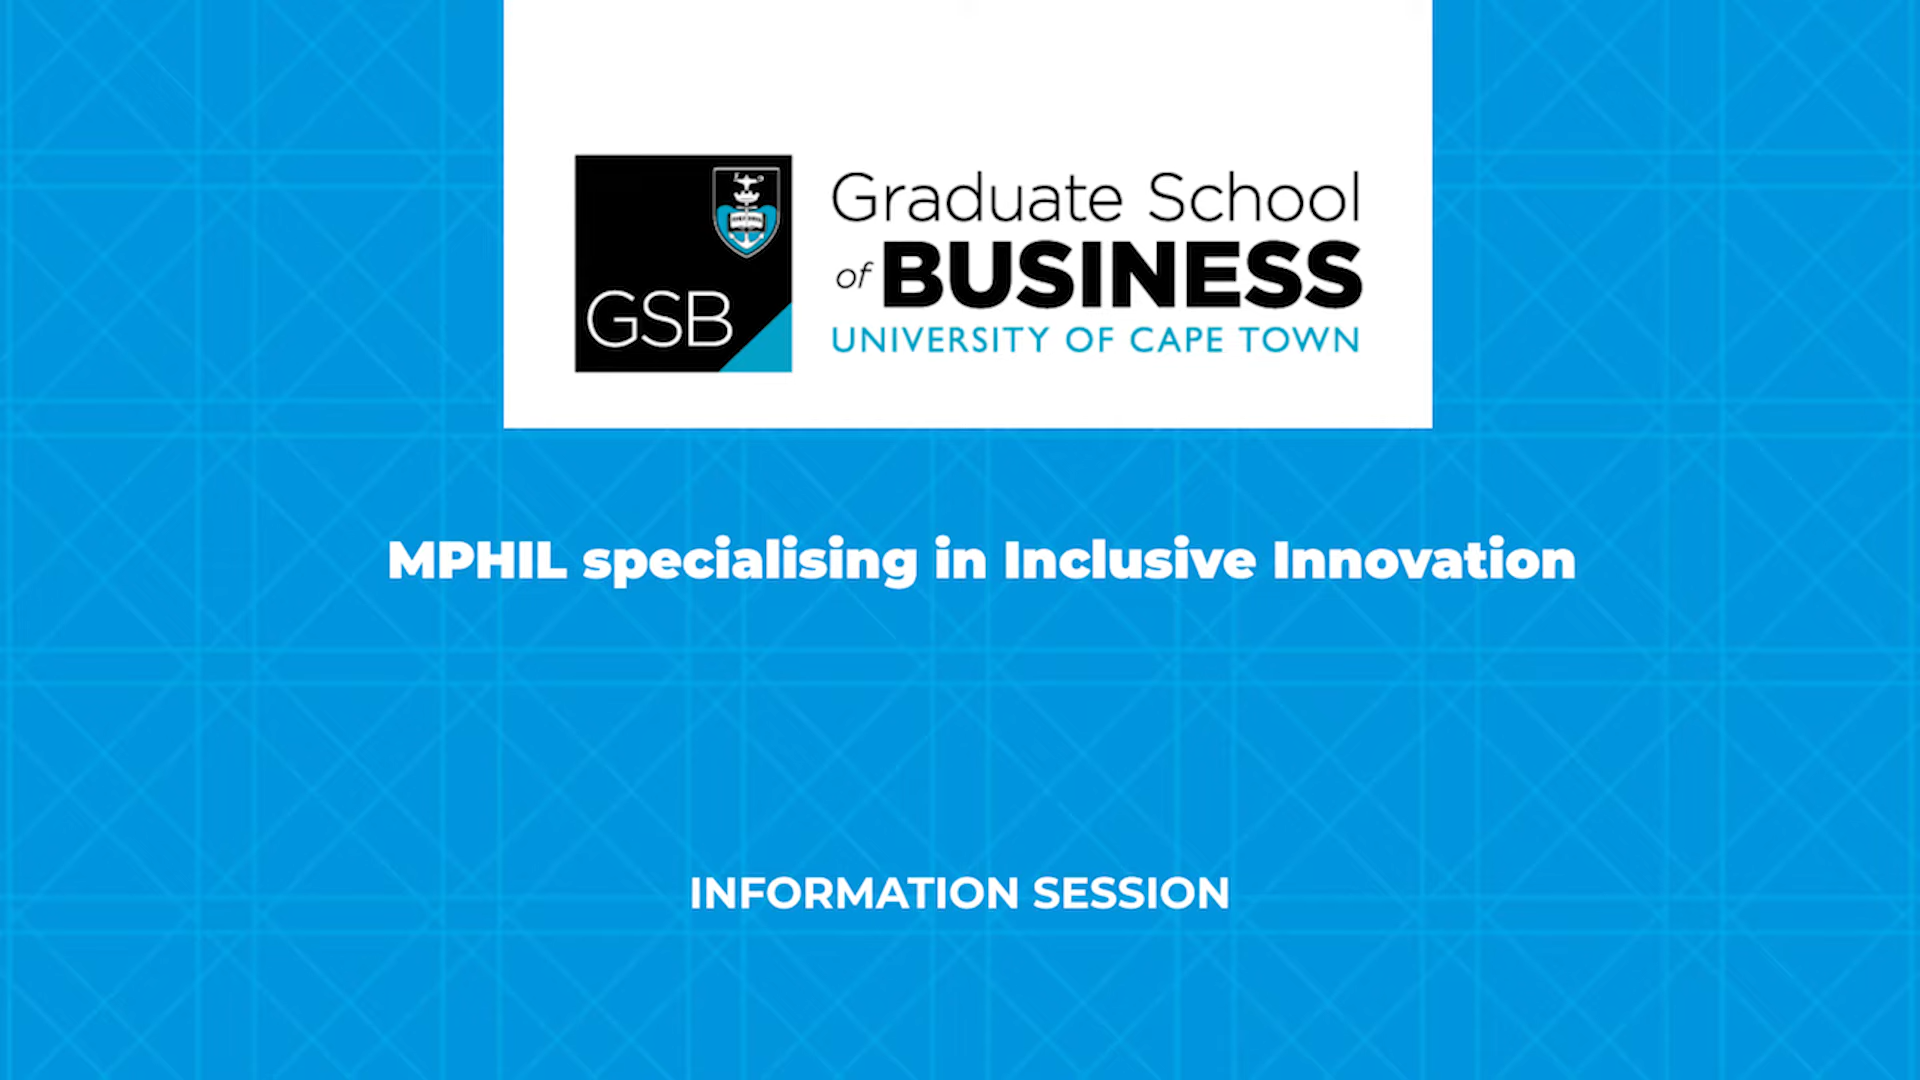 GSB
Graduate School
of BUSINESS
UNIVERSITY OF CAPE TOWN
MPHIL specialising in Inclusive Innovation
INFORMATION SESSION